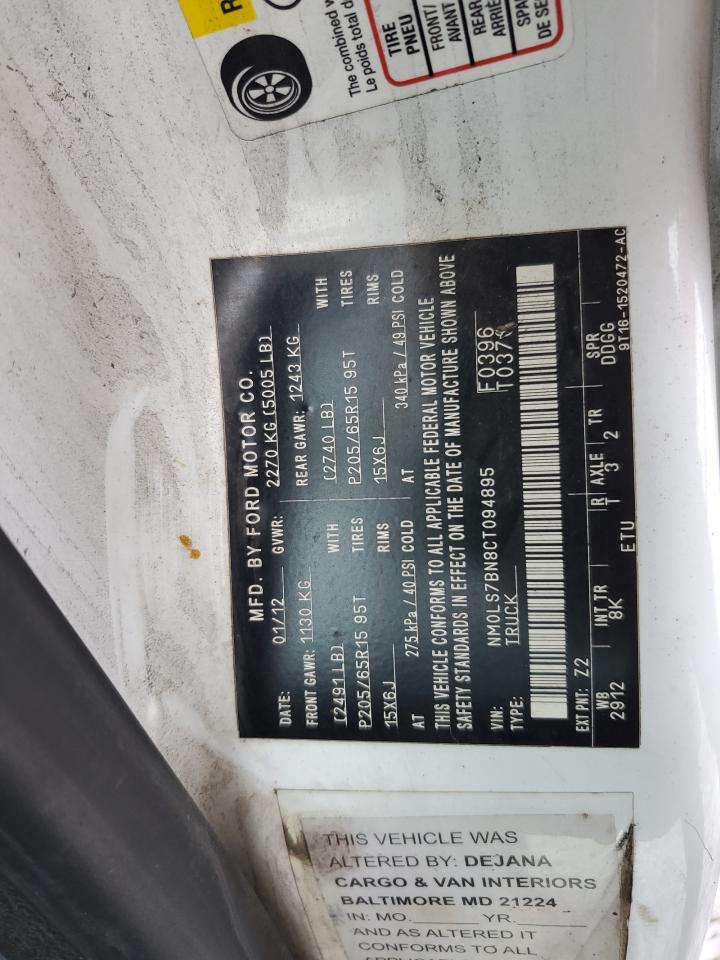 R
The combined
Le poids total d
TIRE
PNEU
FRONT/
AVANT
REAR
ARRIÈ
SPA
DE SE
MFD. BY FORD MOTOR CO.
DATE: 01/12 GVWR: 2270 KG (5005 LB)
FRONT GAWR: 1130 KG REAR GAWR: 1243 KG
(2491 LB) WITH (2740 LB) WITH
P205/65R15 95T TIRES P205/65R15 95T TIRES
15X6J RIMS 15X6J RIMS
AT 275 kPa / 40 PSI COLD AT 340 kPa / 49 PSI COLD
THIS VEHICLE CONFORMS TO ALL APPLICABLE FEDERAL MOTOR VEHICLE
SAFETY STANDARDS IN EFFECT ON THE DATE OF MANUFACTURE SHOWN ABOVE
VIN: NM0LS7BN8CT094895 F0396
TYPE: TRUCK T037
EXT PNT: Z2
WB INT TR R AXLE TR SPR
2912 8K T 3 2 DDGG
ETU 9T16-1520472-AC
THIS VEHICLE WAS
ALTERED BY: DEJANA
CARGO & VAN INTERIORS
BALTIMORE MD 21224
IN: MO. YR.
AND AS ALTERED IT
CONFORMS TO ALL